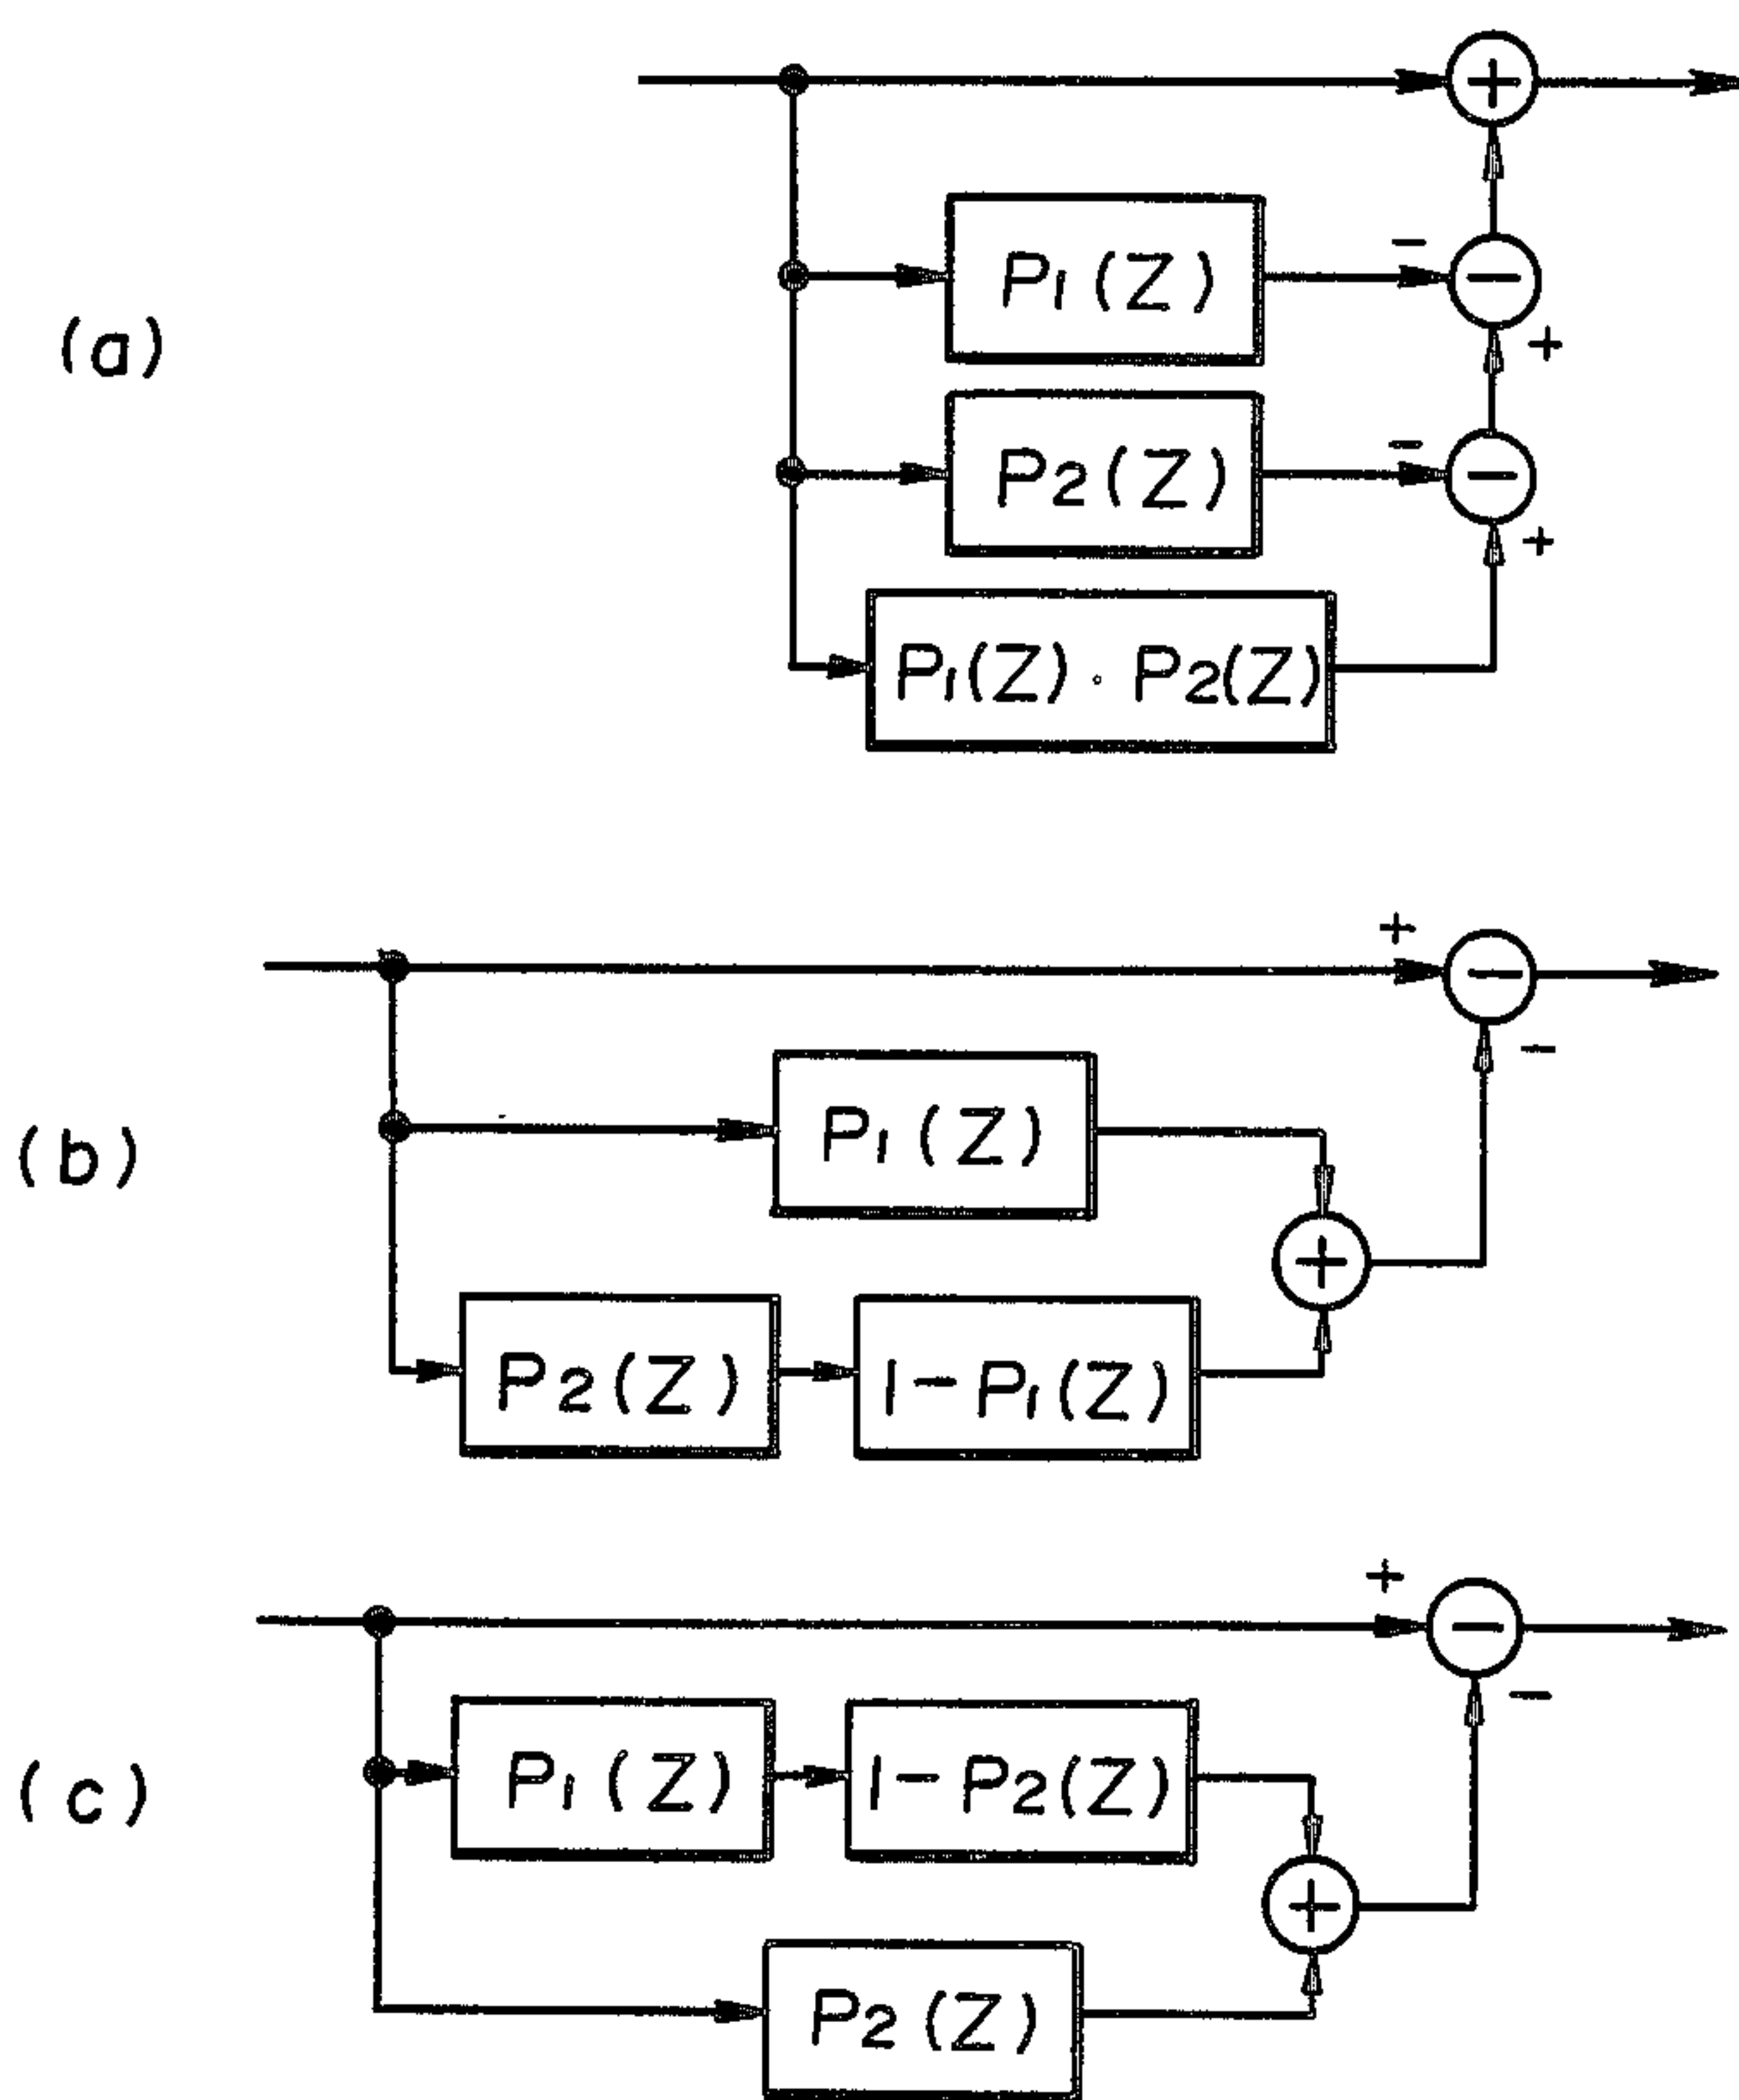 +
- -
P1(Z)
+
(a)
- -
P2(Z)
+
P1(Z) · P2(Z)
+
-
-
P1(Z)
(b)
+
P2(Z)
1-P1(Z)
+
-
-
P1(Z)
1-P2(Z)
(c)
+
P2(Z)